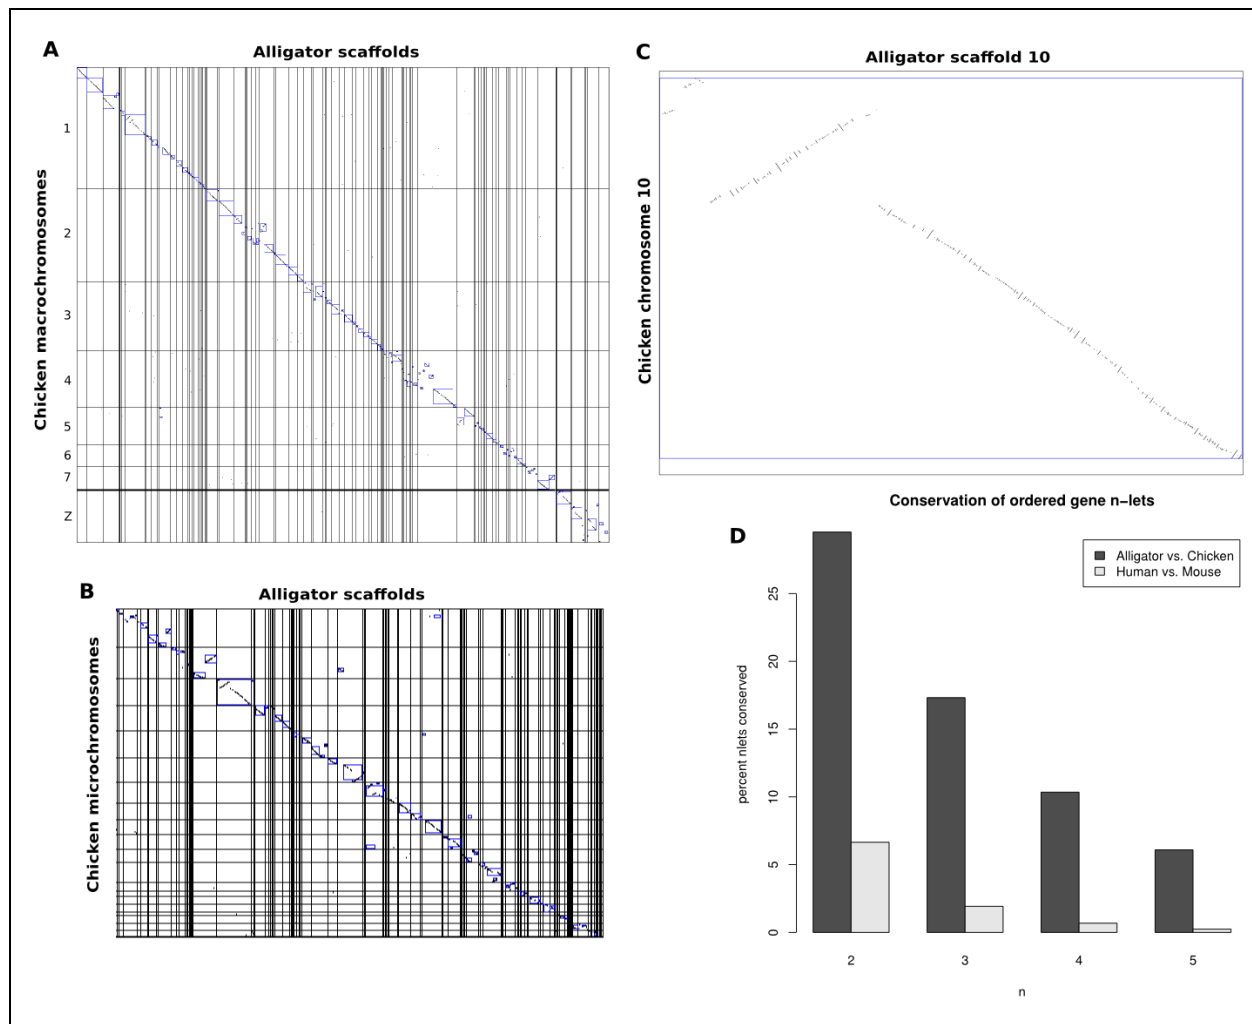 A
Alligator scaffolds
Chicken macrochromosomes
1
2
3
4
5
6
7
Z
B
Alligator scaffolds
Chicken microchromosomes
C
Alligator scaffold 10
Chicken chromosome 10
Conservation of ordered gene n−lets
D
Alligator vs. Chicken
Human vs. Mouse
percent nlets conserved
25
20
15
10
5
0
2
3
4
5
n